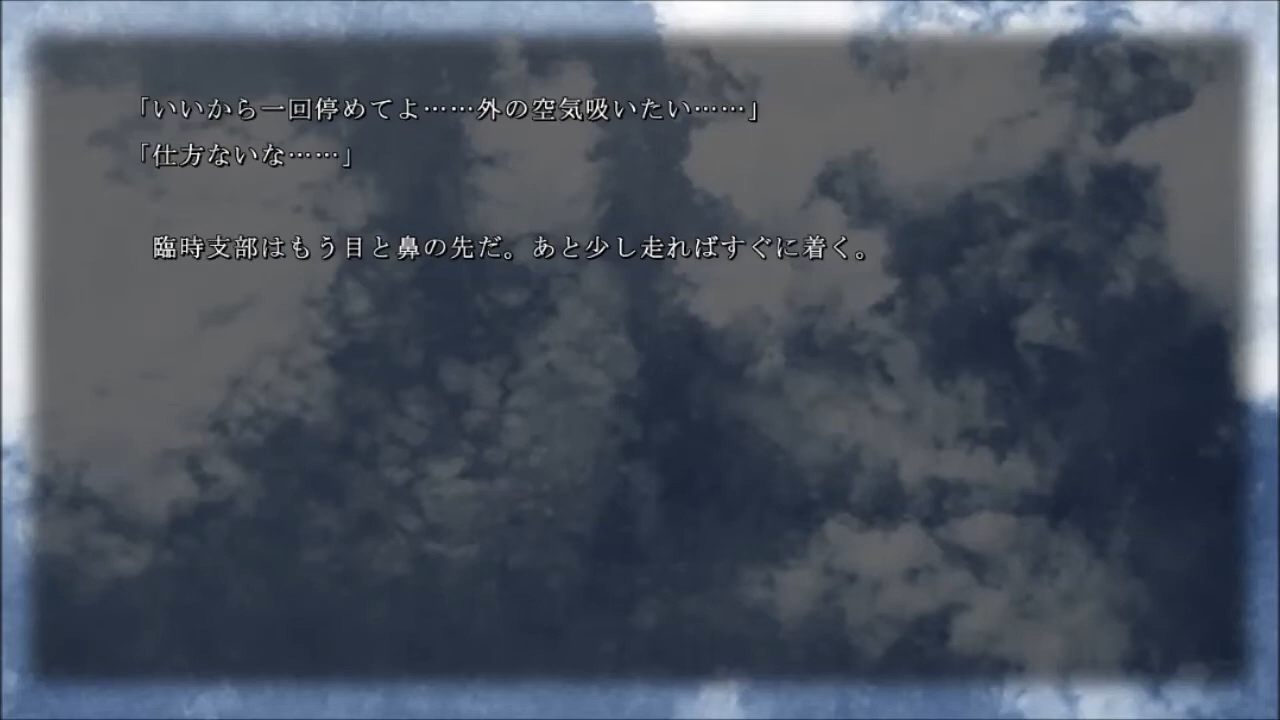 「いいから一回停めてよ……外の空気吸いたい……」
「仕方ないな……」
臨時支部はもう目と鼻の先だ。あと少し走ればすぐに着く。